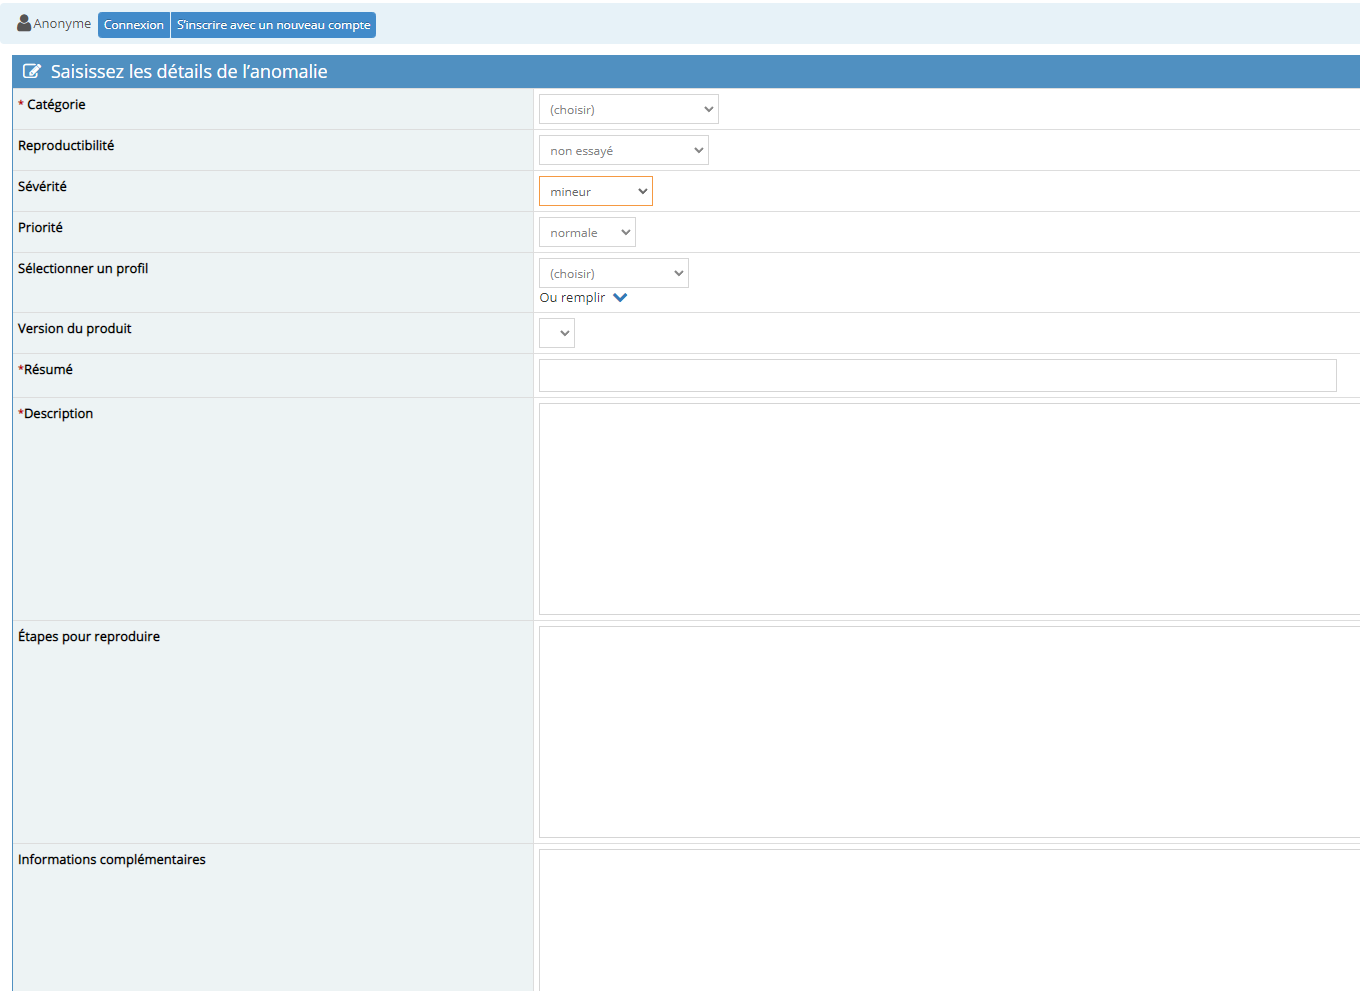 Anonyme Connexion S'inscrire avec un nouveau compte
Saisissez les détails de l'anomalie
* Catégorie (choisir)
Reproductibilité non essayé
Sévérité mineur
Priorité normale
Sélectionner un profil (choisir)
Ou remplir
Version du produit
*Résumé
*Description
Étapes pour reproduire
Informations complémentaires